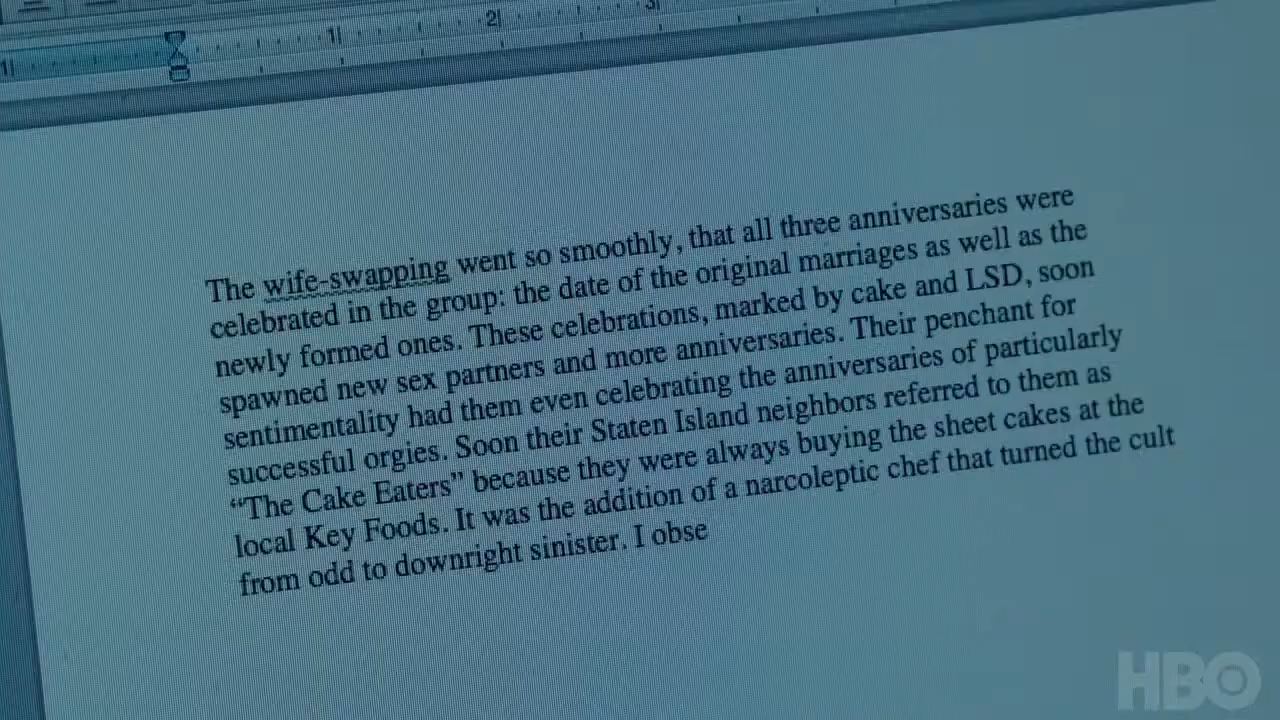 1 1 2 3
The wife-swapping went so smoothly, that all three anniversaries were
celebrated in the group: the date of the original marriages as well as the
newly formed ones. These celebrations, marked by cake and LSD, soon
spawned new sex partners and more anniversaries. Their penchant for
sentimentality had them even celebrating the anniversaries of particularly
successful orgies. Soon their Staten Island neighbors referred to them as
“The Cake Eaters” because they were always buying the sheet cakes at the
local Key Foods. It was the addition of a narcoleptic chef that turned the cult
from odd to downright sinister. I obse
HBO